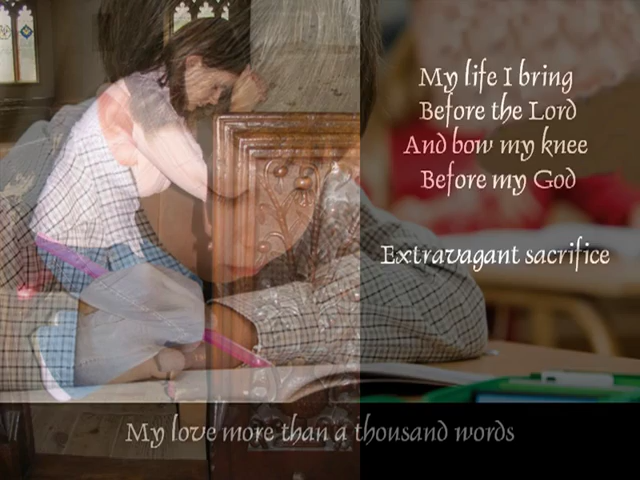 My life I bring
Before the Lord
And bow my knee
Before my God
Extravagant sacrifice
My love more than a thousand words